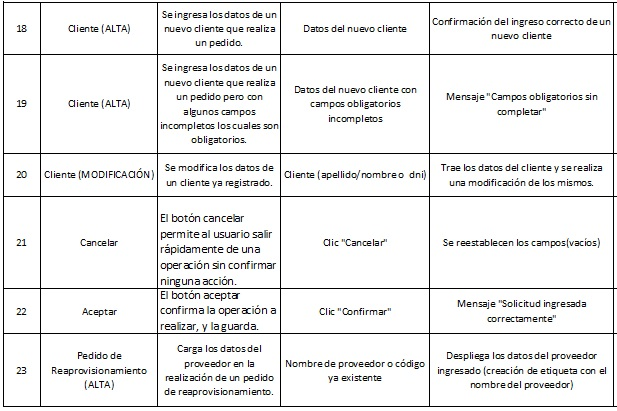 18
Cliente (ALTA)
Se ingresa los datos de un
nuevo cliente que realiza
un pedido.
Datos del nuevo cliente
Confirmación del ingreso correcto de un
nuevo cliente
19
Cliente (ALTA)
Se ingresa los datos de un
nuevo cliente que realiza
un pedido pero con
algunos campos
incompletos los cuales son
obligatorios.
Datos del nuevo cliente con
campos obligatorios
incompletos
Mensaje "Campos obligatorios sin
completar"
20
Cliente (MODIFICACIÓN)
Se modifica los datos de
un cliente ya registrado.
Cliente (apellido/nombre o dni)
Trae los datos del cliente y se realiza
una modificación de los mismos.
21
Cancelar
El botón cancelar
permite al usuario salir
rápidamente de una
operación sin confirmar
ninguna acción.
Clic "Cancelar"
Se reestablecen los campos(vacíos)
22
Aceptar
El botón aceptar
confirma la operación a
realizar, y la guarda.
Clic "Confirmar"
Mensaje "Solicitud ingresada
correctamente"
23
Pedido de
Reaprovisionamiento
(ALTA)
Carga los datos del
proveedor en la
realización de un pedido
de reaprovisionamiento.
Nombre de proveedor o código
ya existente
Despliega los datos del proveedor
ingresado (creación de etiqueta con el
nombre del proveedor)